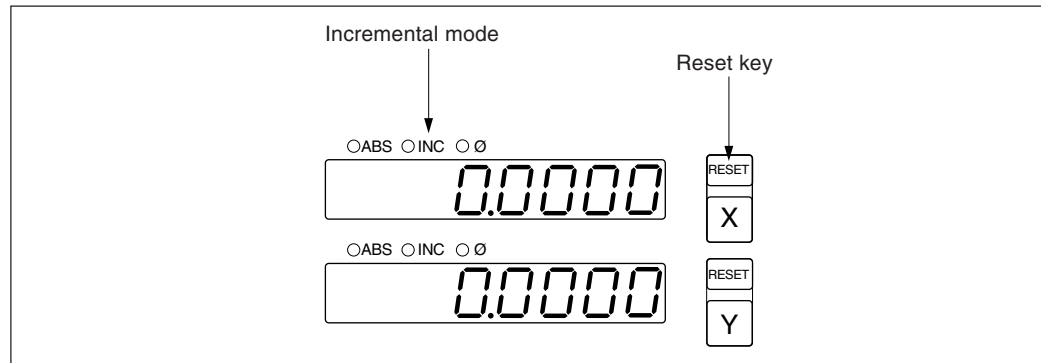 Incremental mode
Reset key
ABS INC Ø
0.0000
RESET
X
ABS INC Ø
0.0000
RESET
Y